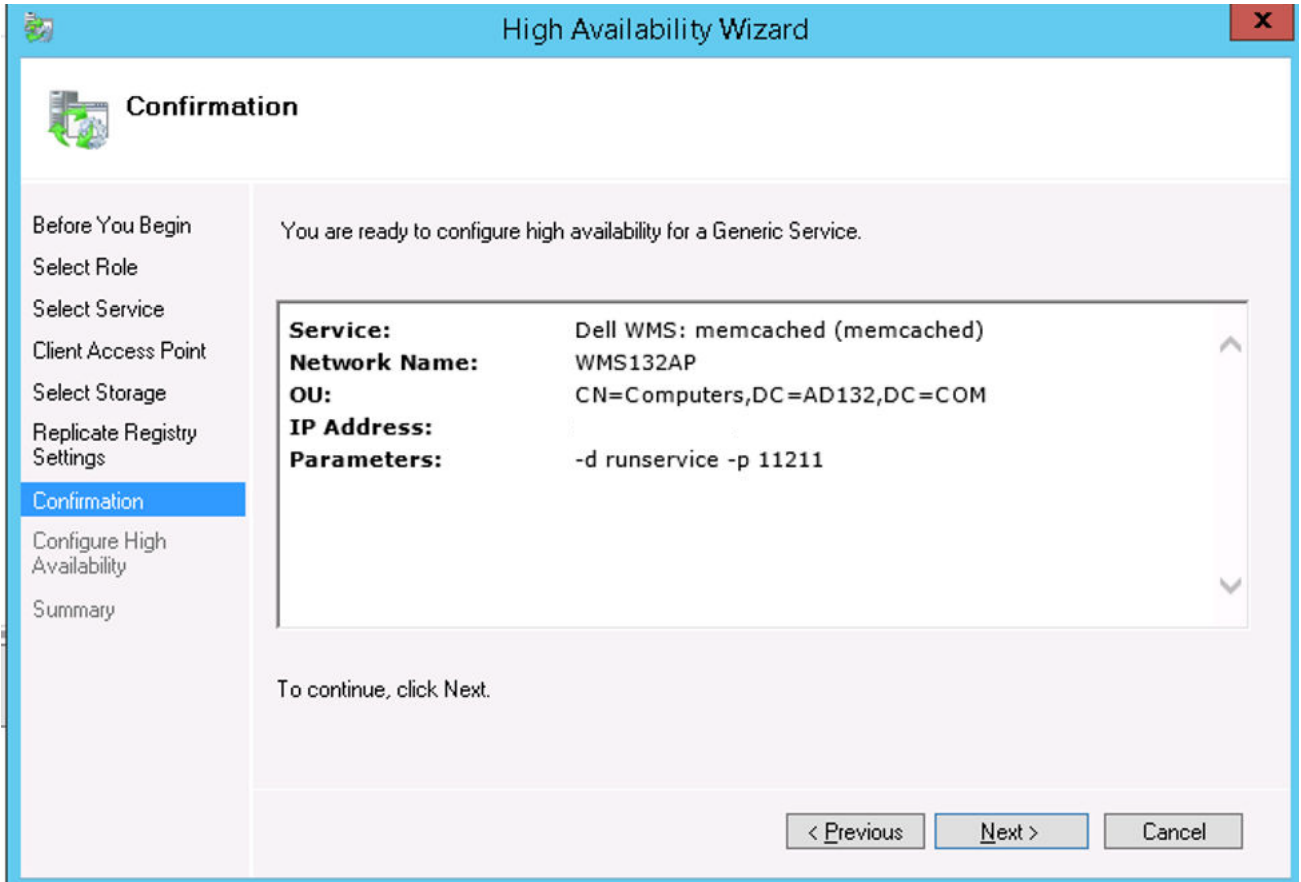 High Availability Wizard
x
Confirmation
Before You Begin
Select Role
Select Service
Client Access Point
Select Storage
Replicate Registry
Settings
Confirmation
Configure High
Availability
Summary
You are ready to configure high availability for a Generic Service.
Service: Dell WMS: memcached (memcached)
Network Name: WMS132AP
OU: CN=Computers,DC=AD132,DC=COM
IP Address:
Parameters: -d runservice -p 11211
To continue, click Next.
< Previous Next > Cancel